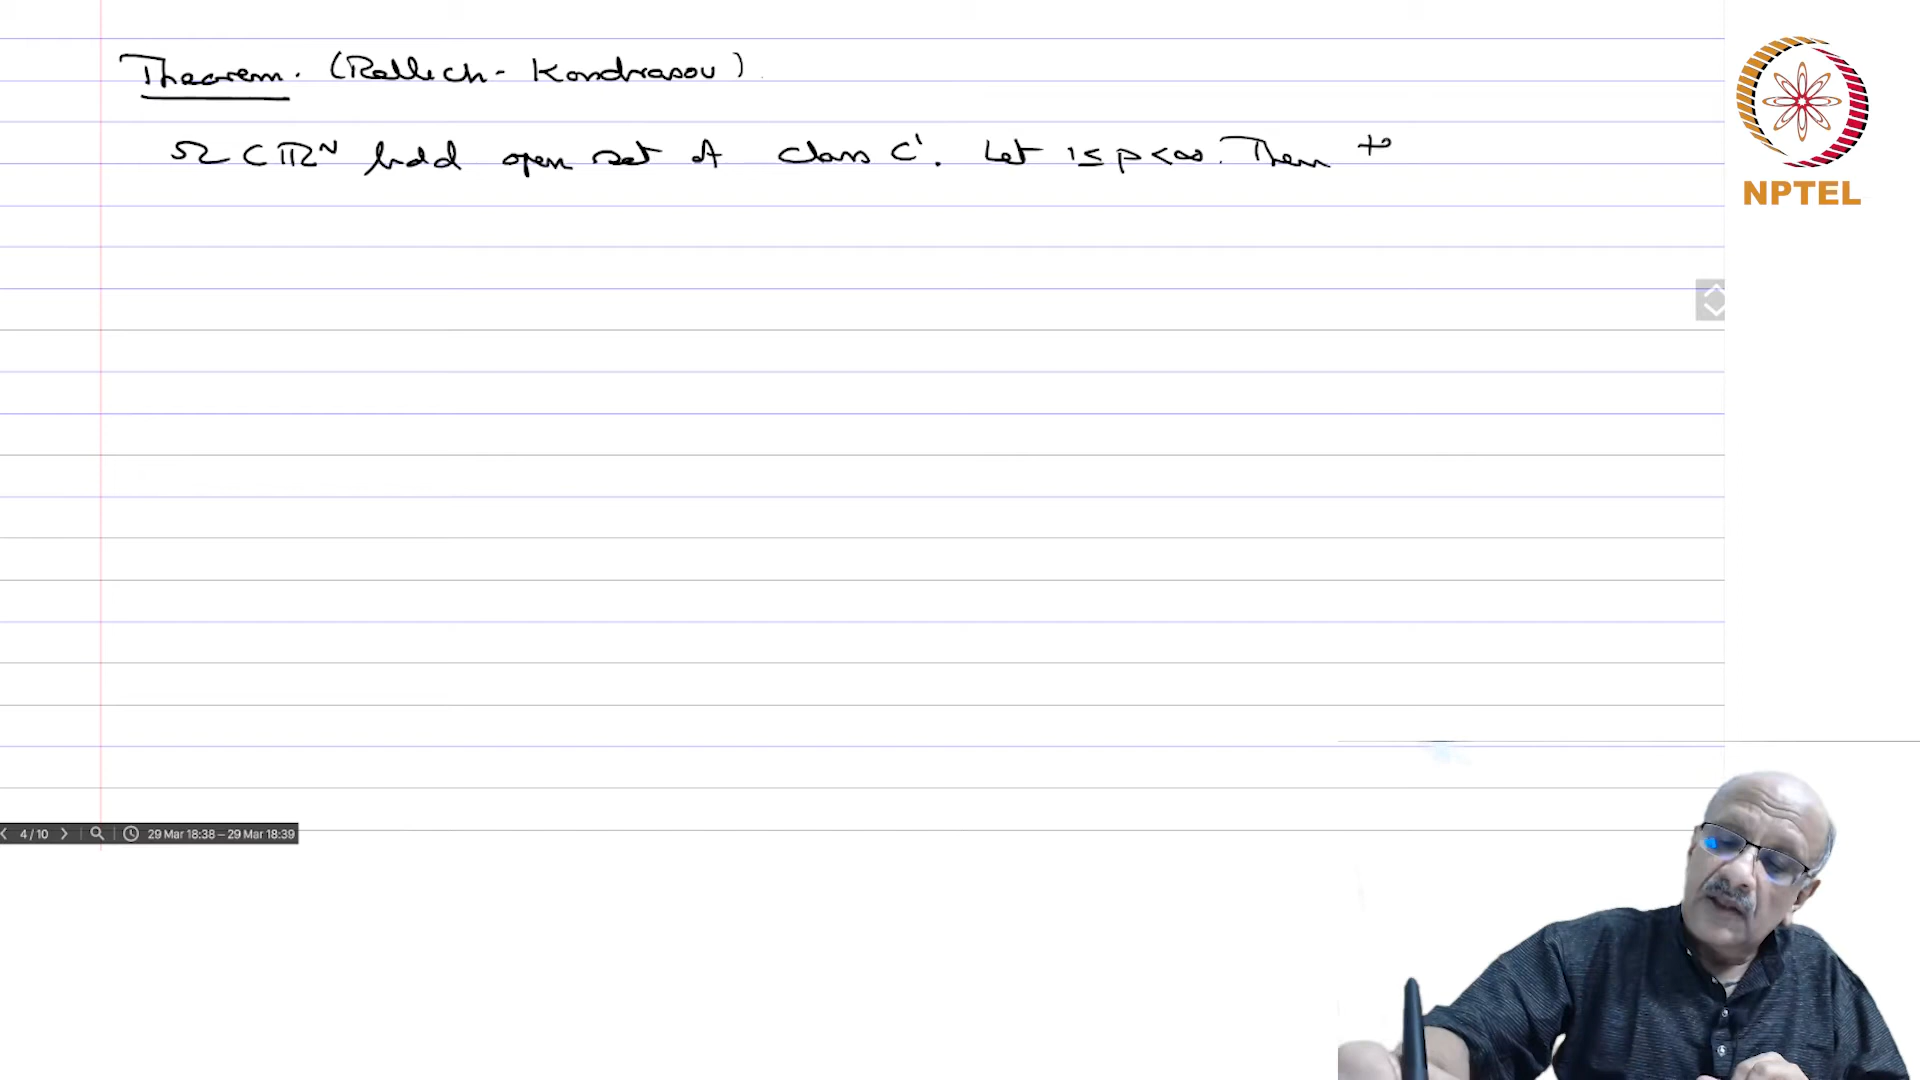 Theorem. (Rellich - Kondrasov)
Ω ⊂ ℝᴺ bdd open set of class C¹. Let 1 ≤ p < ∞. Then
NPTEL
4 / 10
29 Mar 18:38 – 29 Mar 18:39